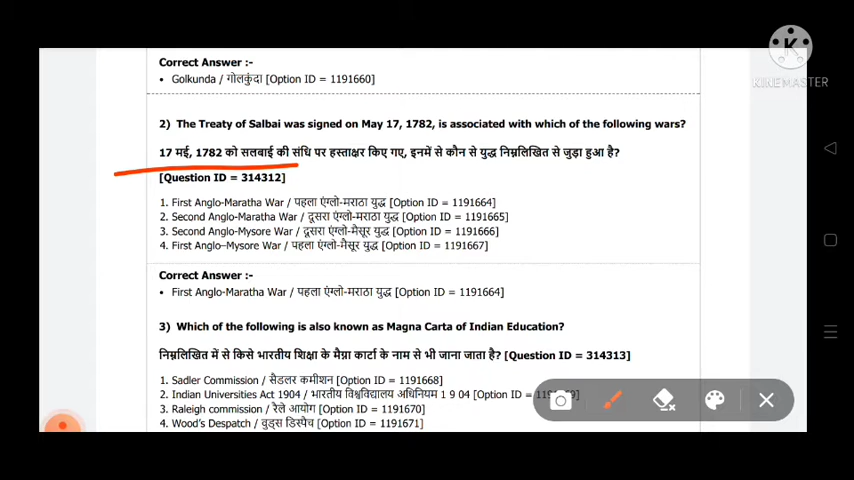 Correct Answer :-
• Golkunda / गोलकुंडा [Option ID = 1191660]
KINEMASTER
2) The Treaty of Salbai was signed on May 17, 1782, is associated with which of the following wars?
17 मई, 1782 को सलबाई की संधि पर हस्ताक्षर किए गए, इनमें से कौन से युद्ध निम्नलिखित से जुड़ा हुआ है?
[Question ID = 314312]
1. First Anglo-Maratha War / पहला एंग्लो-मराठा युद्ध [Option ID = 1191664]
2. Second Anglo-Maratha War / दूसरा एंग्लो-मराठा युद्ध [Option ID = 1191665]
3. Second Anglo-Mysore War / दूसरा एंग्लो-मैसूर युद्ध [Option ID = 1191666]
4. First Anglo–Mysore War / पहला एंग्लो-मैसूर युद्ध [Option ID = 1191667]
Correct Answer :-
• First Anglo-Maratha War / पहला एंग्लो-मराठा युद्ध [Option ID = 1191664]
3) Which of the following is also known as Magna Carta of Indian Education?
निम्नलिखित में से किसे भारतीय शिक्षा के मैग्ना कार्टा के नाम से भी जाना जाता है? [Question ID = 314313]
1. Sadler Commission / सैडलर कमीशन [Option ID = 1191668]
2. Indian Universities Act 1904 / भारतीय विश्वविद्यालय अधिनियम 1 9 04 [Option ID = 9]
3. Raleigh commission / रैले आयोग [Option ID = 1191670]
4. Wood's Despatch / वुड्स डिस्पैच [Option ID = 1191671]